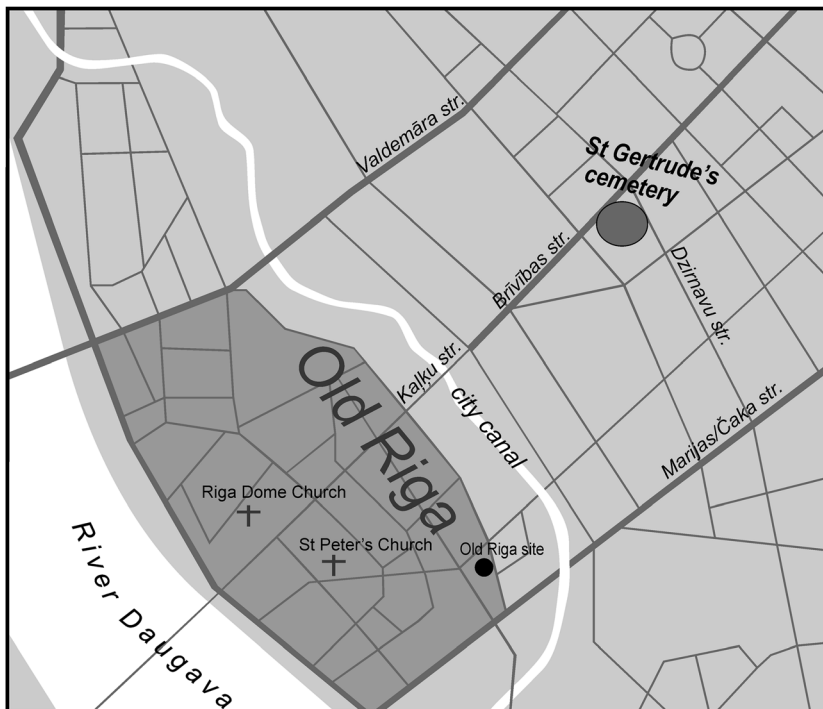 Valdemāra str.
St Gertrude's
cemetery
Brīvības str.
Dzirnavu str.
Kaļķu str.
Old Riga
city canal
Marijas/Čaka str.
Riga Dome Church
St Peter's Church
Old Riga site
River Daugava